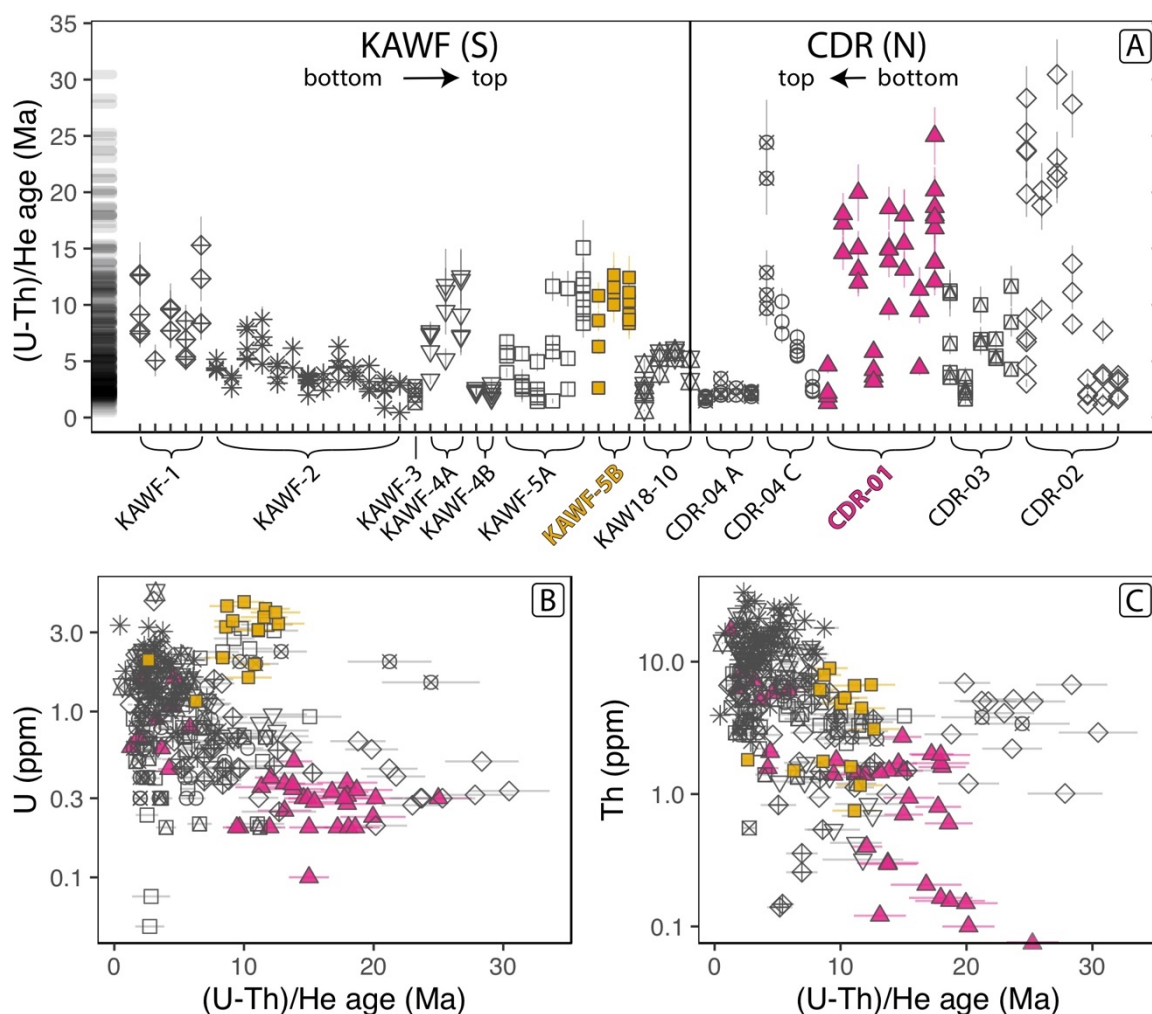 KAWF (S)
bottom → top
CDR (N)
top ← bottom
A
(U-Th)/He age (Ma)
35
30
25
20
15
10
5
0
KAWF-1
KAWF-2
KAWF-3
KAWF-4A
KAWF-4B
KAWF-5A
KAWF-5B
KAW18-10
CDR-04 A
CDR-04 C
CDR-01
CDR-03
CDR-02
B
U (ppm)
3.0
1.0
0.3
0.1
0 10 20 30
(U-Th)/He age (Ma)
C
Th (ppm)
10.0
1.0
0.1
0 10 20 30
(U-Th)/He age (Ma)